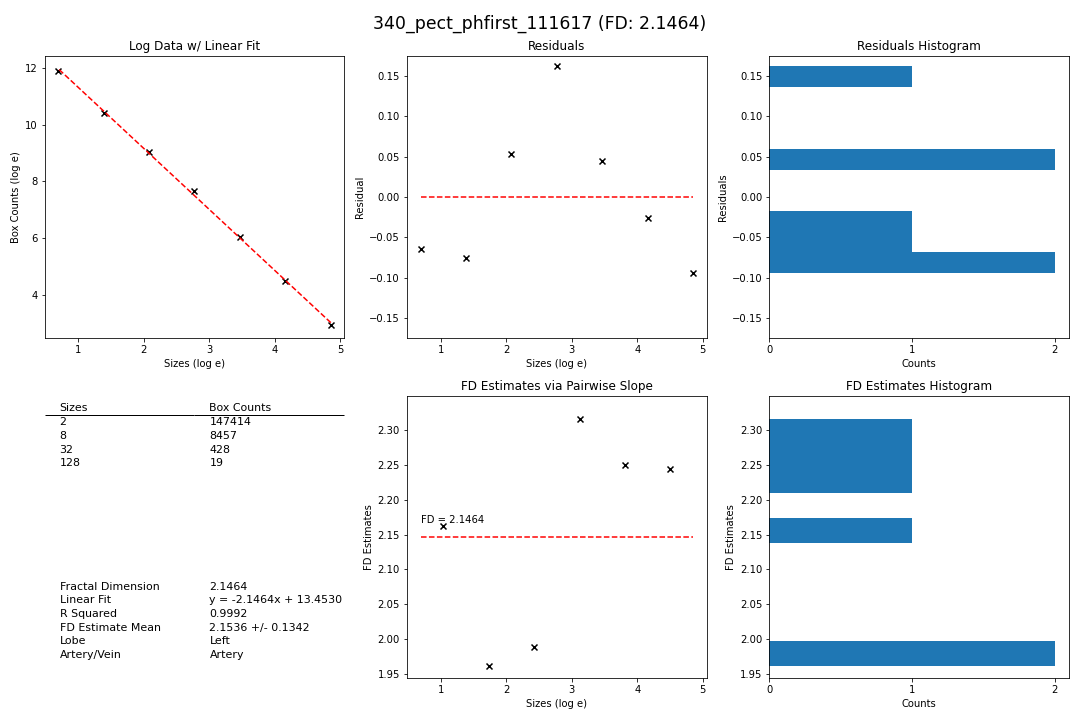 340_pect_phfirst_111617 (FD: 2.1464)
Log Data w/ Linear Fit
Box Counts (log e)
12
10
8
6
4
1 2 3 4 5
Sizes (log e)
Residuals
Residual
0.15
0.10
0.05
0.00
−0.05
−0.10
−0.15
1 2 3 4 5
Sizes (log e)
Residuals Histogram
Residuals
0.15
0.10
0.05
0.00
−0.05
−0.10
−0.15
0 1 2
Counts
Sizes Box Counts
2 147414
8 8457
32 428
128 19
Fractal Dimension 2.1464
Linear Fit y = -2.1464x + 13.4530
R Squared 0.9992
FD Estimate Mean 2.1536 +/- 0.1342
Lobe Left
Artery/Vein Artery
FD Estimates via Pairwise Slope
FD Estimates
2.30
2.25
2.20
2.15
2.10
2.05
2.00
1.95
FD = 2.1464
1 2 3 4 5
Sizes (log e)
FD Estimates Histogram
FD Estimates
2.30
2.25
2.20
2.15
2.10
2.05
2.00
1.95
0 1 2
Counts